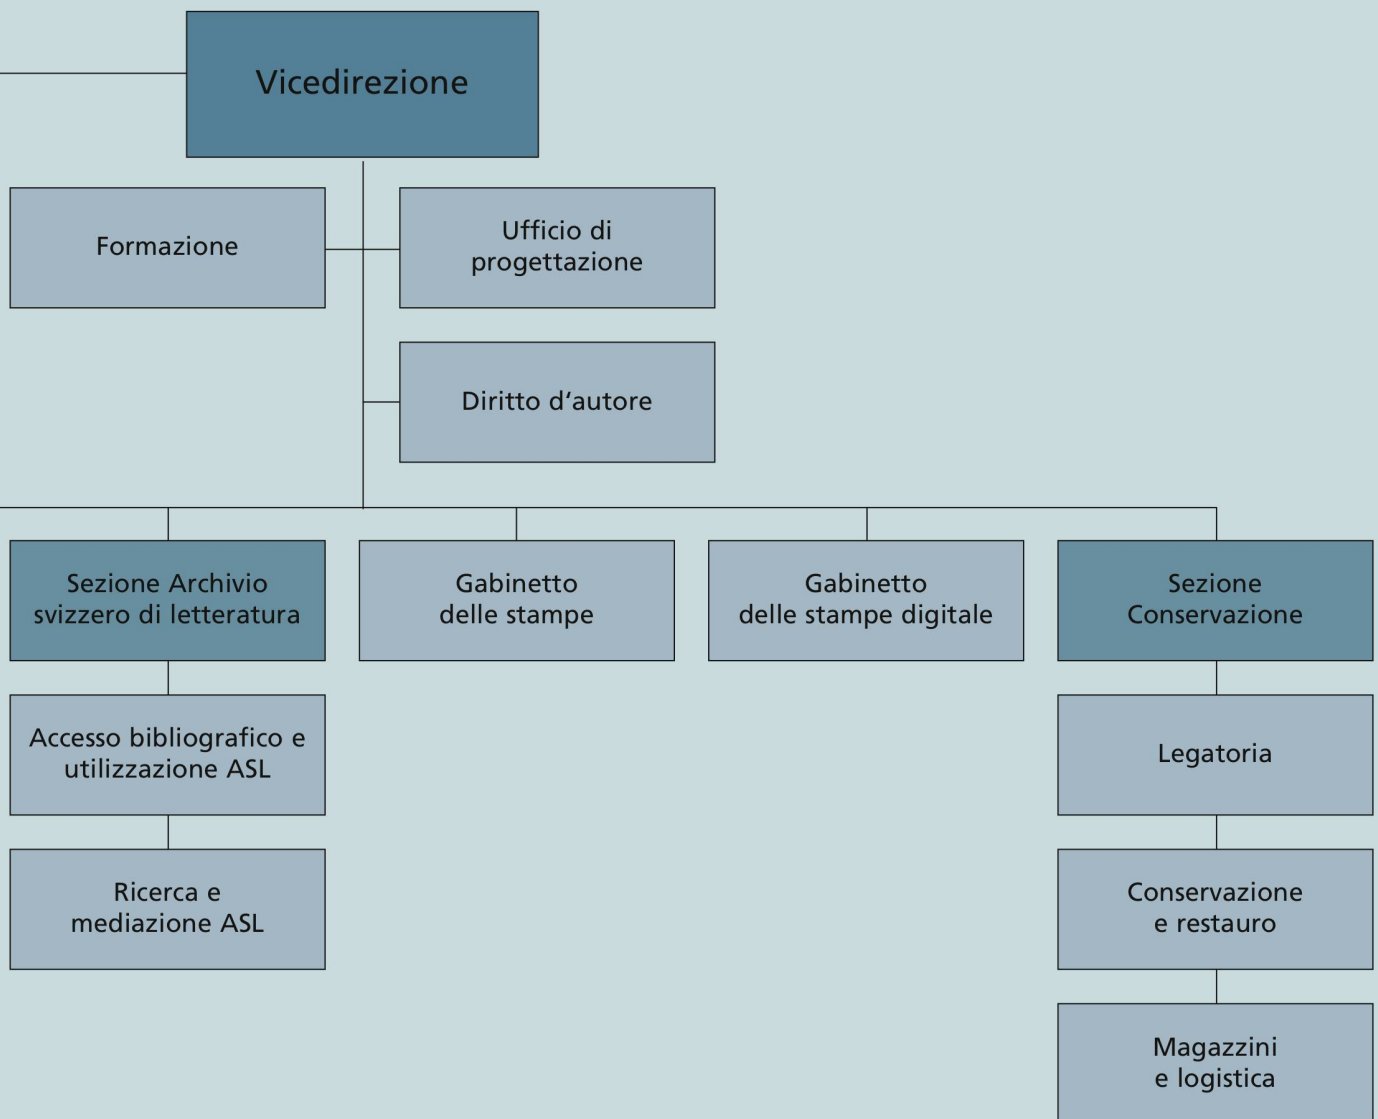 Vicedirezione
Formazione
Ufficio di
progettazione
Diritto d‘autore
Sezione Archivio
svizzero di letteratura
Gabinetto
delle stampe
Gabinetto
delle stampe digitale
Sezione
Conservazione
Accesso bibliografico e
utilizzazione ASL
Legatoria
Ricerca e
mediazione ASL
Conservazione
e restauro
Magazzini
e logistica